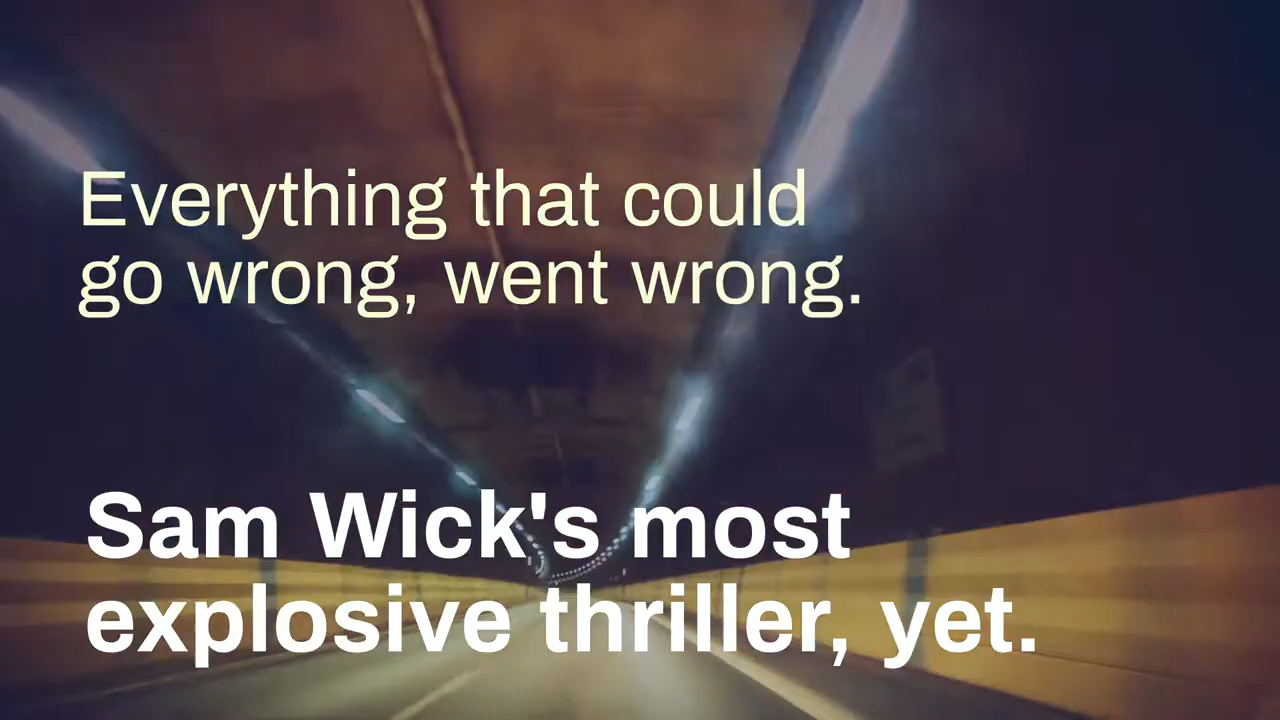 Everything that could
go wrong, went wrong.
Sam Wick's most
explosive thriller, yet.